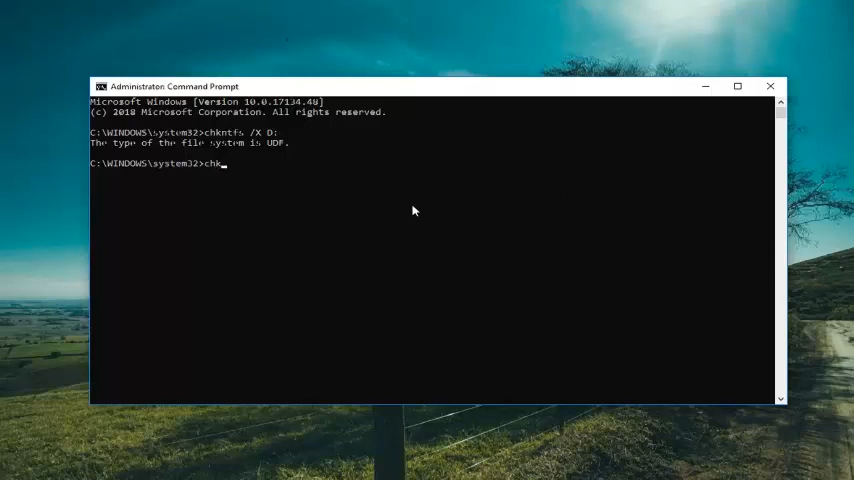 Administrator: Command Prompt
Microsoft Windows [Version 10.0.17134.48]
(c) 2018 Microsoft Corporation. All rights reserved.
C:\WINDOWS\system32>chkntfs /X D:
The type of the file system is UDF.
C:\WINDOWS\system32>chk_